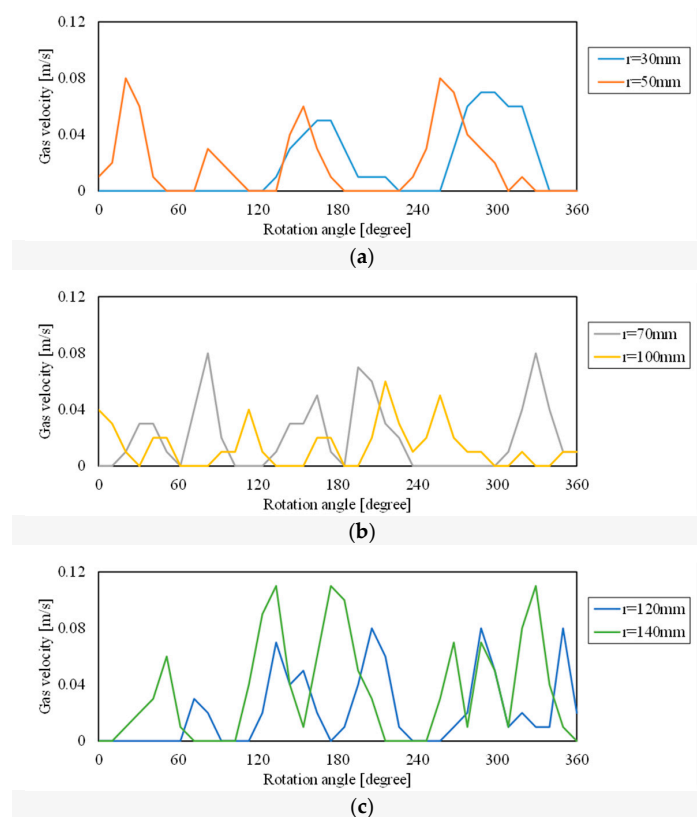 0.12
0.08
0.04
0
Gas velocity [m/s]
0 60 120 180 240 300 360
Rotation angle [degree]
r=30mm
r=50mm
(a)
0.12
0.08
0.04
0
Gas velocity [m/s]
0 60 120 180 240 300 360
Rotation angle [degree]
r=70mm
r=100mm
(b)
0.12
0.08
0.04
0
Gas velocity [m/s]
0 60 120 180 240 300 360
Rotation angle [degree]
r=120mm
r=140mm
(c)